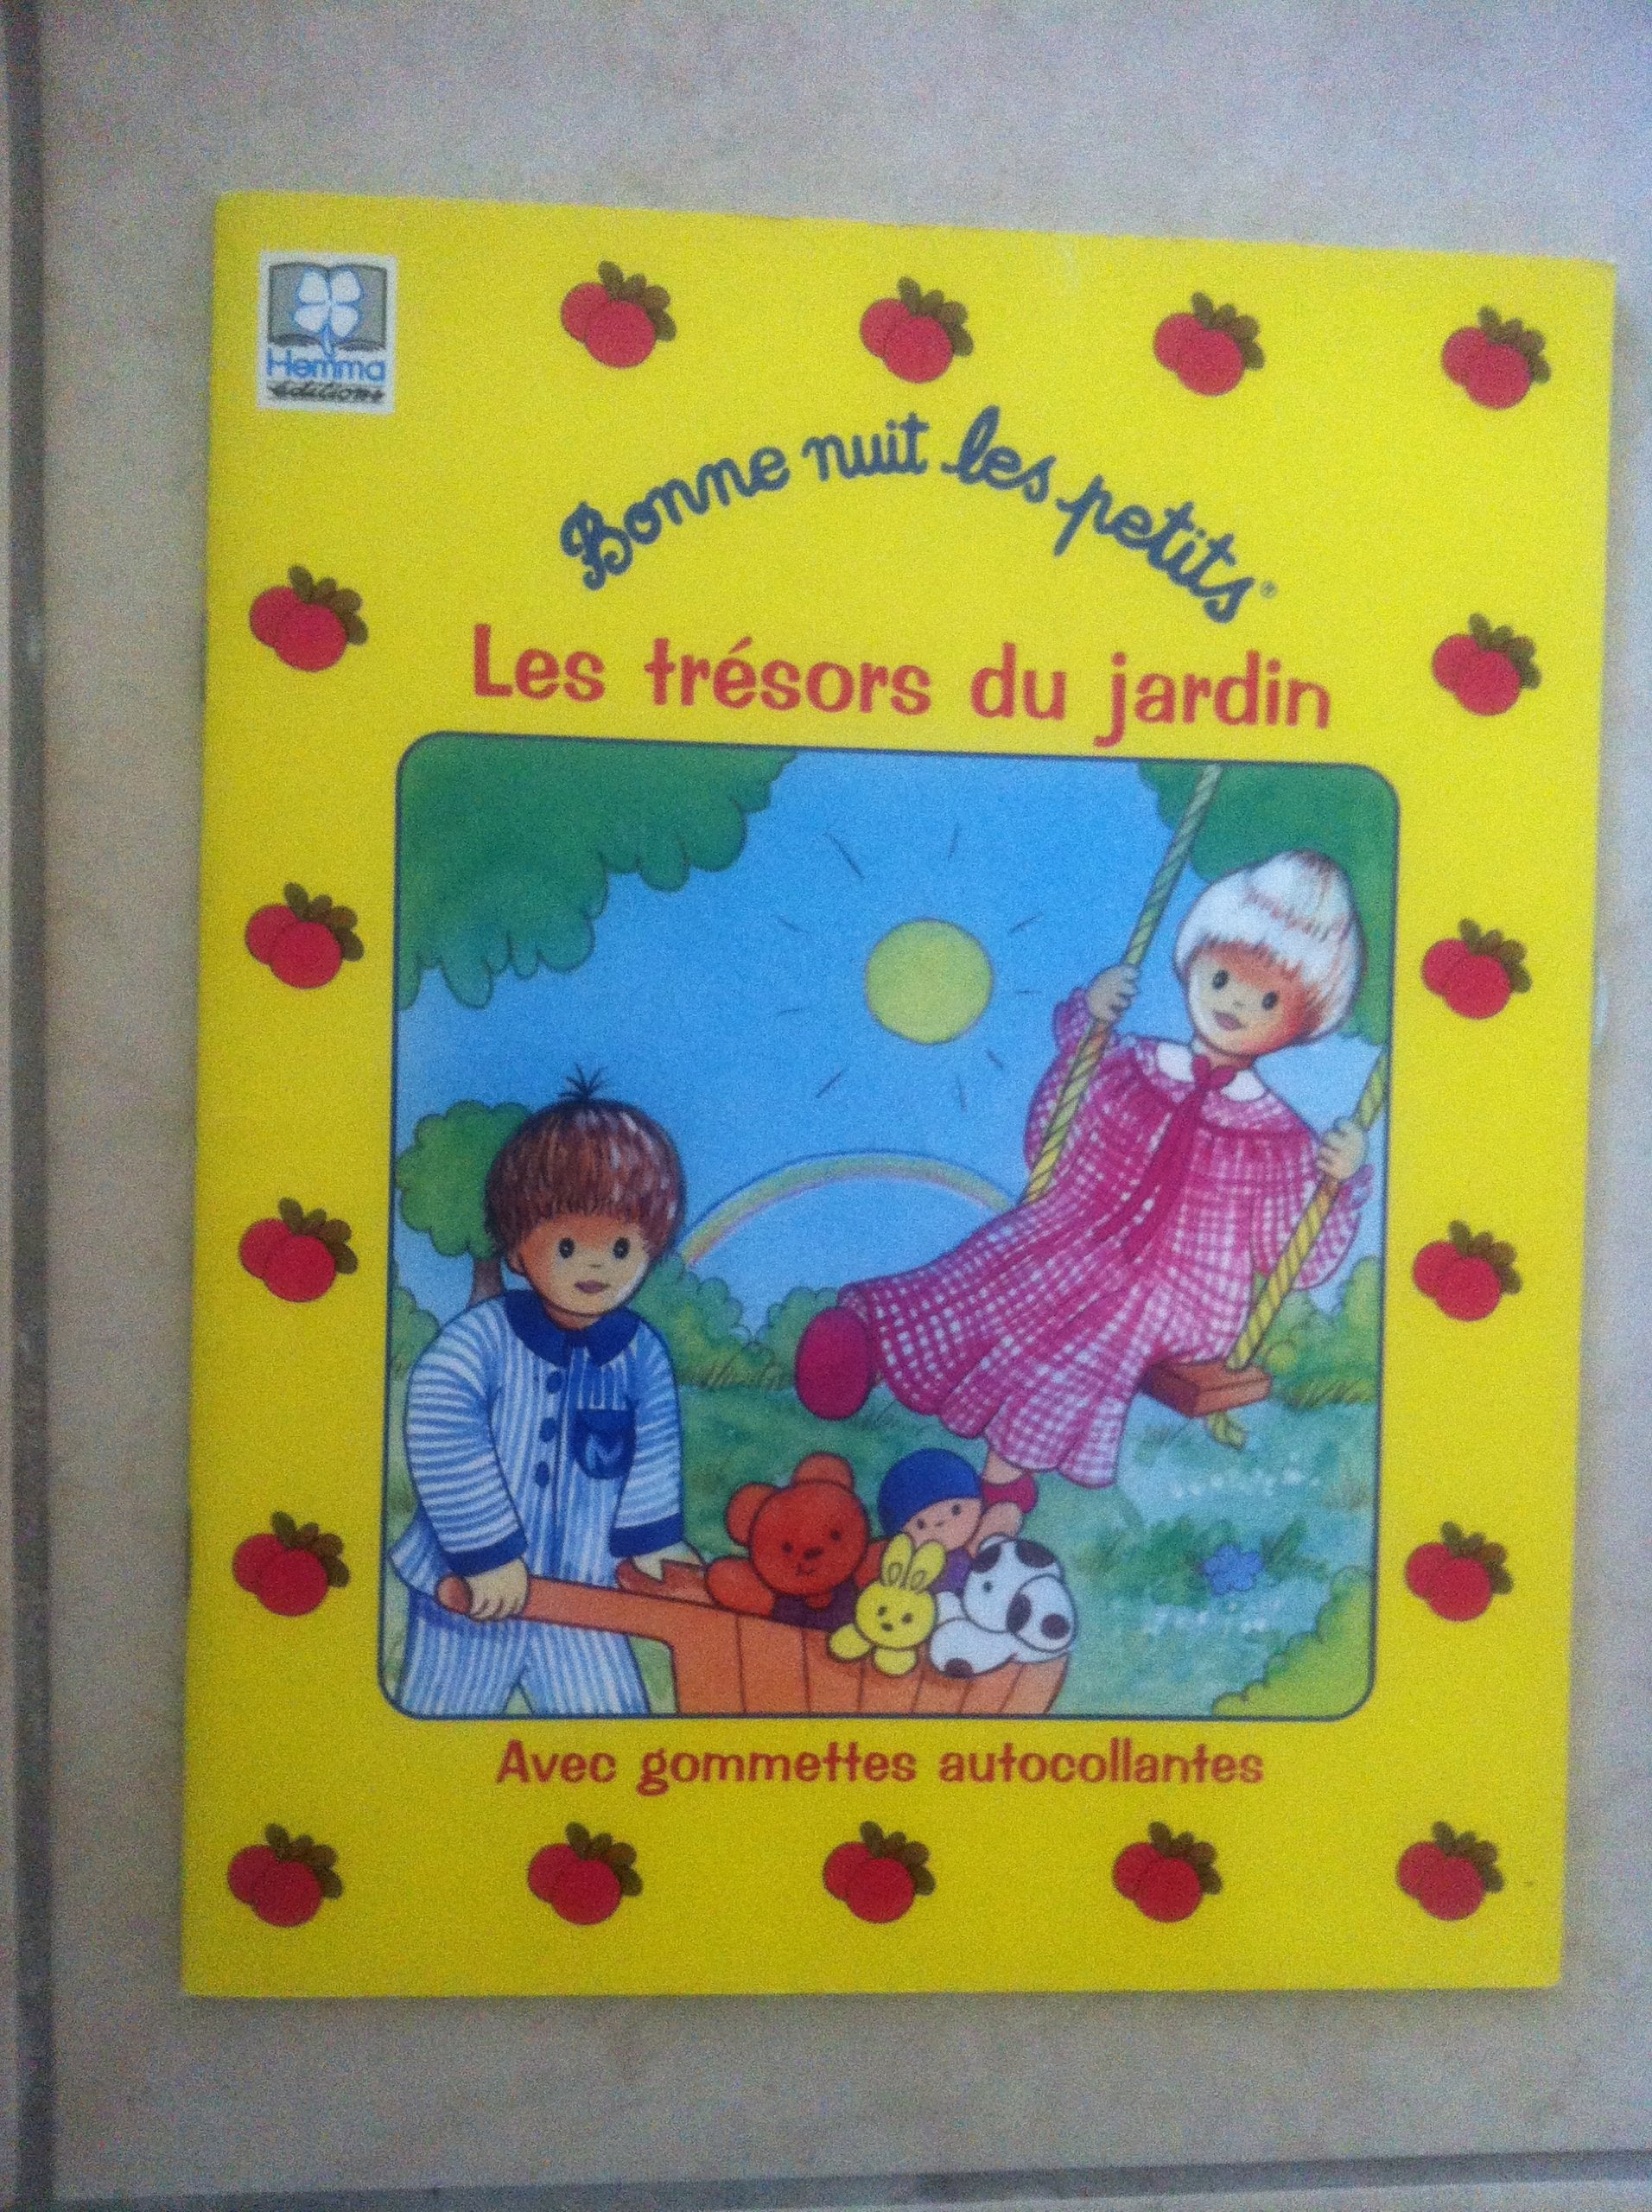 Hemma
éditions
Bonne nuit les petits®
Les trésors du jardin
Avec gommettes autocollantes